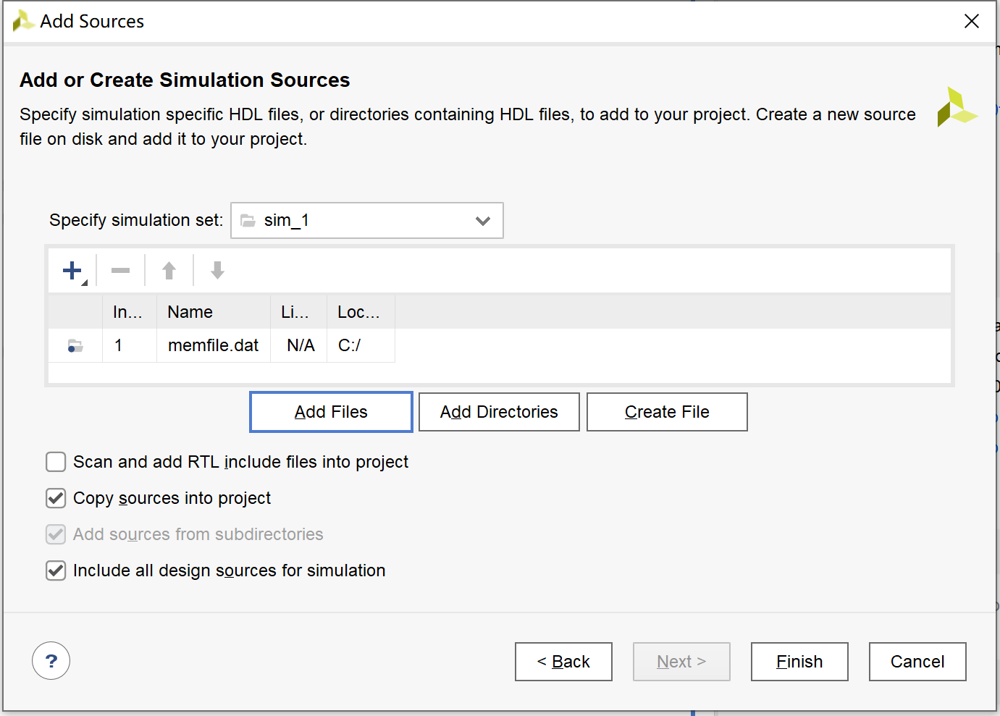 Add Sources
Add or Create Simulation Sources
Specify simulation specific HDL files, or directories containing HDL files, to add to your project. Create a new source
file on disk and add it to your project.
Specify simulation set: sim_1
In... Name Li... Loc...
1 memfile.dat N/A C:/
Add Files Add Directories Create File
Scan and add RTL include files into project
Copy sources into project
Add sources from subdirectories
Include all design sources for simulation
? < Back Next > Finish Cancel